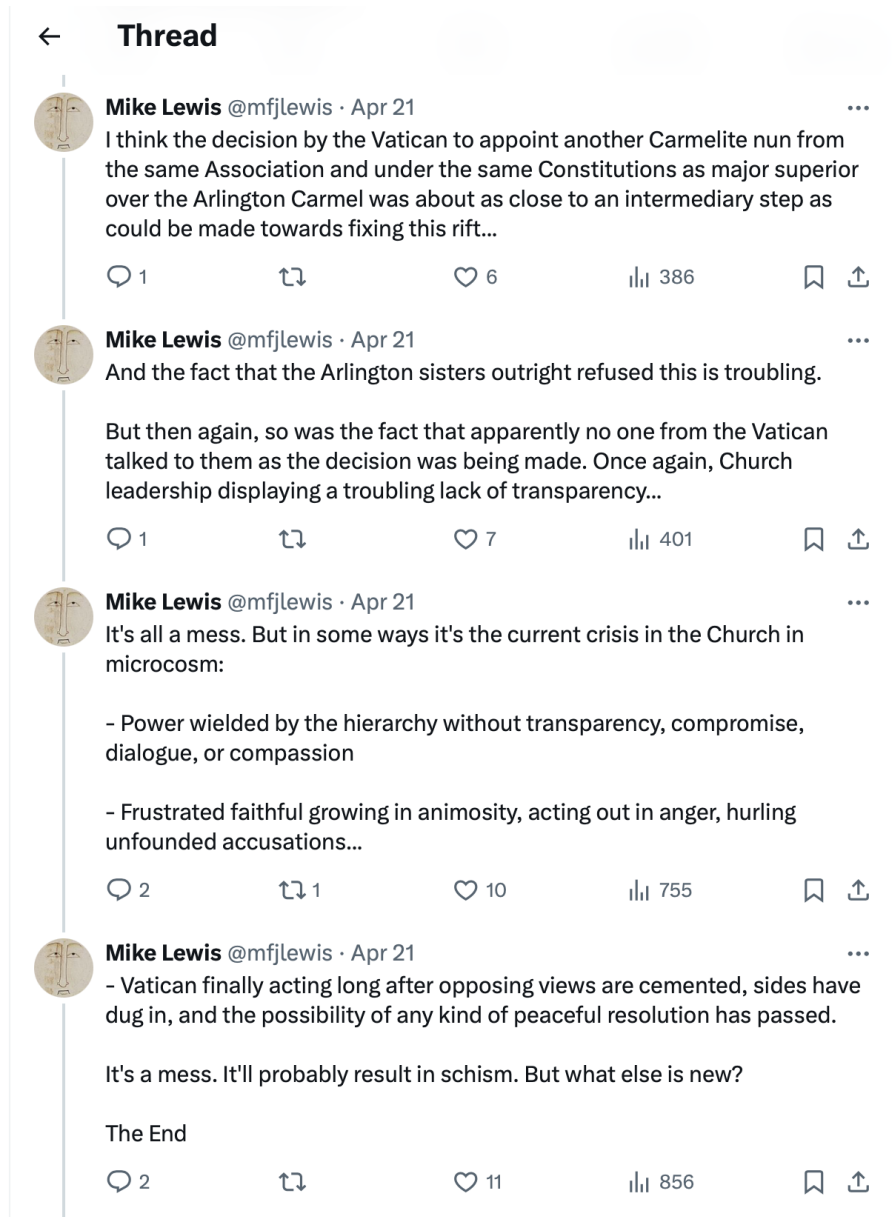 Thread
Mike Lewis @mfjlewis · Apr 21
I think the decision by the Vatican to appoint another Carmelite nun from
the same Association and under the same Constitutions as major superior
over the Arlington Carmel was about as close to an intermediary step as
could be made towards fixing this rift...
1 6 386
Mike Lewis @mfjlewis · Apr 21
And the fact that the Arlington sisters outright refused this is troubling.
But then again, so was the fact that apparently no one from the Vatican
talked to them as the decision was being made. Once again, Church
leadership displaying a troubling lack of transparency...
1 7 401
Mike Lewis @mfjlewis · Apr 21
It's all a mess. But in some ways it's the current crisis in the Church in
microcosm:
- Power wielded by the hierarchy without transparency, compromise,
dialogue, or compassion
- Frustrated faithful growing in animosity, acting out in anger, hurling
unfounded accusations...
2 1 10 755
Mike Lewis @mfjlewis · Apr 21
- Vatican finally acting long after opposing views are cemented, sides have
dug in, and the possibility of any kind of peaceful resolution has passed.
It's a mess. It'll probably result in schism. But what else is new?
The End
2 11 856